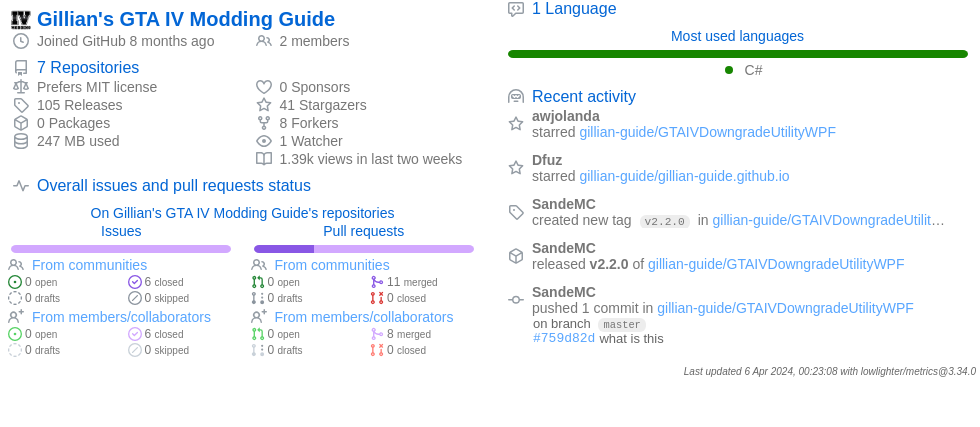 IV Gillian's GTA IV Modding Guide
Joined GitHub 8 months ago
2 members
7 Repositories
Prefers MIT license
105 Releases
0 Packages
247 MB used
0 Sponsors
41 Stargazers
8 Forkers
1 Watcher
1.39k views in last two weeks
Overall issues and pull requests status
On Gillian's GTA IV Modding Guide's repositories
Issues
From communities
0 open
6 closed
0 drafts
0 skipped
From members/collaborators
0 open
6 closed
0 drafts
0 skipped
Pull requests
From communities
0 open
11 merged
0 drafts
0 closed
From members/collaborators
0 open
8 merged
0 drafts
0 closed
1 Language
Most used languages
C#
Recent activity
awjolanda
starred gillian-guide/GTAIVDowngradeUtilityWPF
Dfuz
starred gillian-guide/gillian-guide.github.io
SandeMC
created new tag v2.2.0 in gillian-guide/GTAIVDowngradeUtilit…
SandeMC
released v2.2.0 of gillian-guide/GTAIVDowngradeUtilityWPF
SandeMC
pushed 1 commit in gillian-guide/GTAIVDowngradeUtilityWPF
on branch master
#759d82d what is this
Last updated 6 Apr 2024, 00:23:08 with lowlighter/metrics@3.34.0